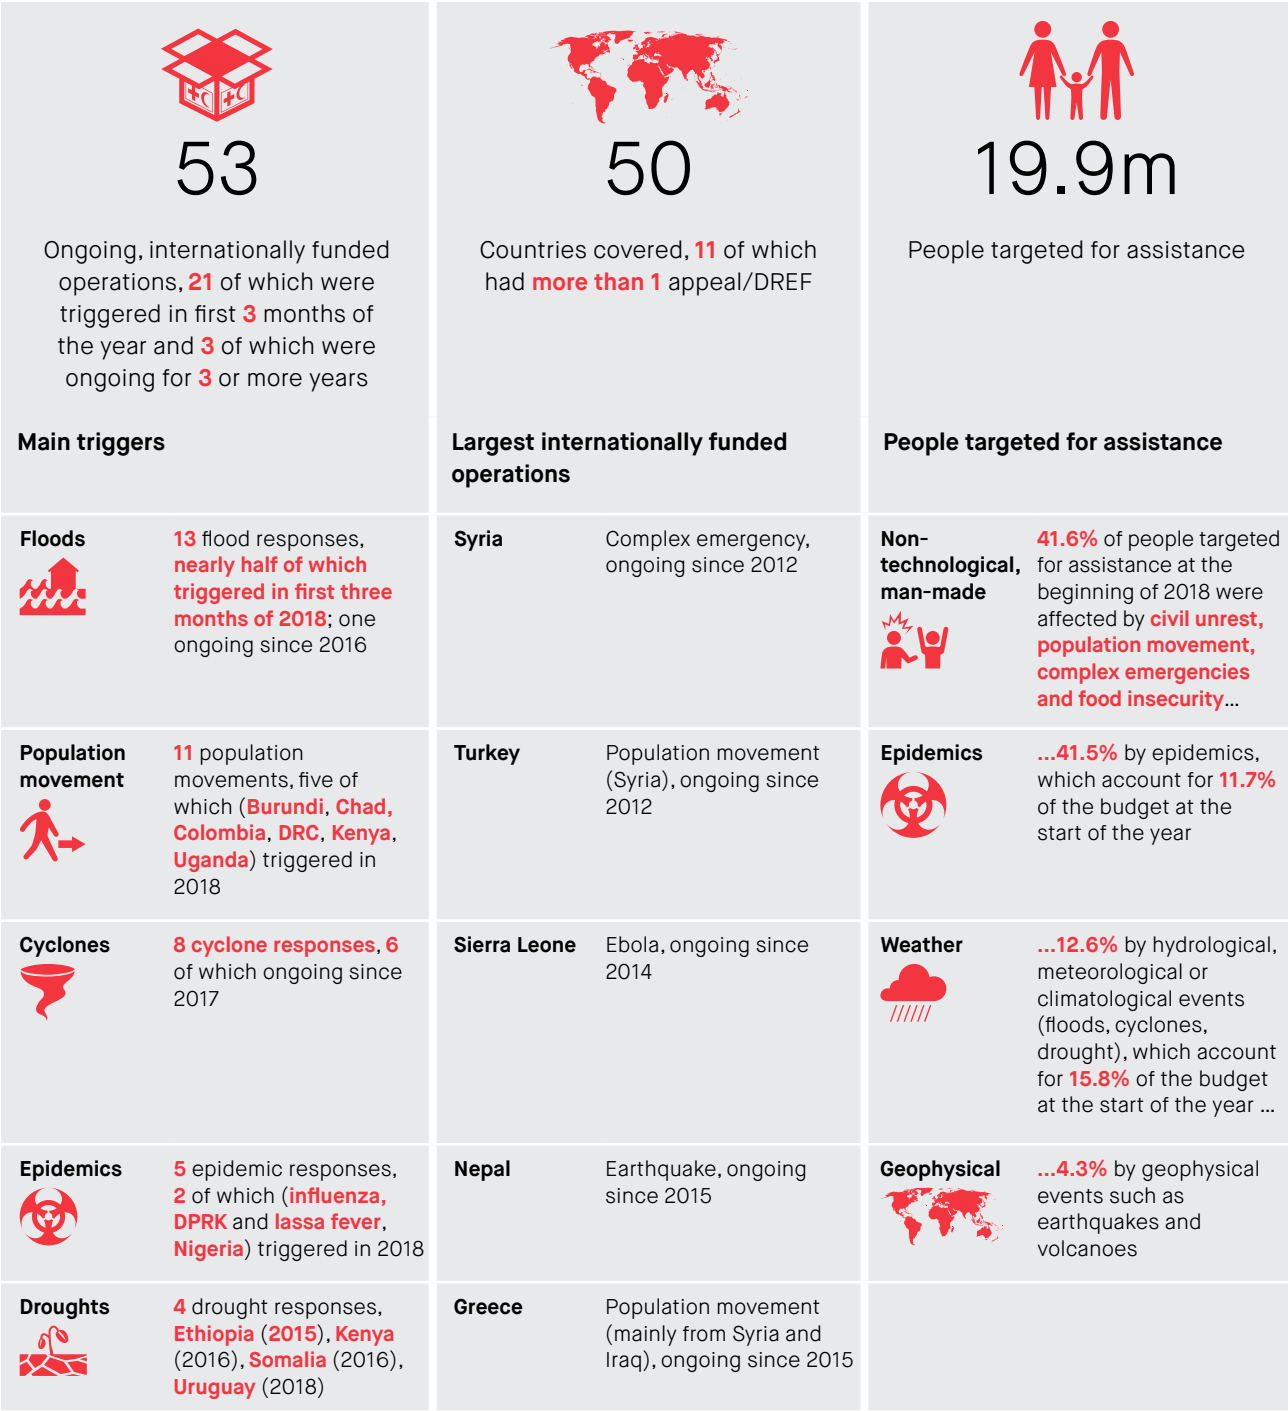 53
Ongoing, internationally funded
operations, 21 of which were
triggered in first 3 months of
the year and 3 of which were
ongoing for 3 or more years
50
Countries covered, 11 of which
had more than 1 appeal/DREF
19.9m
People targeted for assistance
Main triggers
Largest internationally funded
operations
People targeted for assistance
Floods
13 flood responses,
nearly half of which
triggered in first three
months of 2018; one
ongoing since 2016
Syria
Complex emergency,
ongoing since 2012
Non-
technological,
man-made
41.6% of people targeted
for assistance at the
beginning of 2018 were
affected by civil unrest,
population movement,
complex emergencies
and food insecurity...
Population
movement
11 population
movements, five of
which (Burundi, Chad,
Colombia, DRC, Kenya,
Uganda) triggered in
2018
Turkey
Population movement
(Syria), ongoing since
2012
Epidemics
...41.5% by epidemics,
which account for 11.7%
of the budget at the
start of the year
Cyclones
8 cyclone responses, 6
of which ongoing since
2017
Sierra Leone
Ebola, ongoing since
2014
Weather
...12.6% by hydrological,
meteorological or
climatological events
(floods, cyclones,
drought), which account
for 15.8% of the budget
at the start of the year ...
Epidemics
5 epidemic responses,
2 of which (influenza,
DPRK and lassa fever,
Nigeria) triggered in 2018
Nepal
Earthquake, ongoing
since 2015
Geophysical
...4.3% by geophysical
events such as
earthquakes and
volcanoes
Droughts
4 drought responses,
Ethiopia (2015), Kenya
(2016), Somalia (2016),
Uruguay (2018)
Greece
Population movement
(mainly from Syria and
Iraq), ongoing since 2015